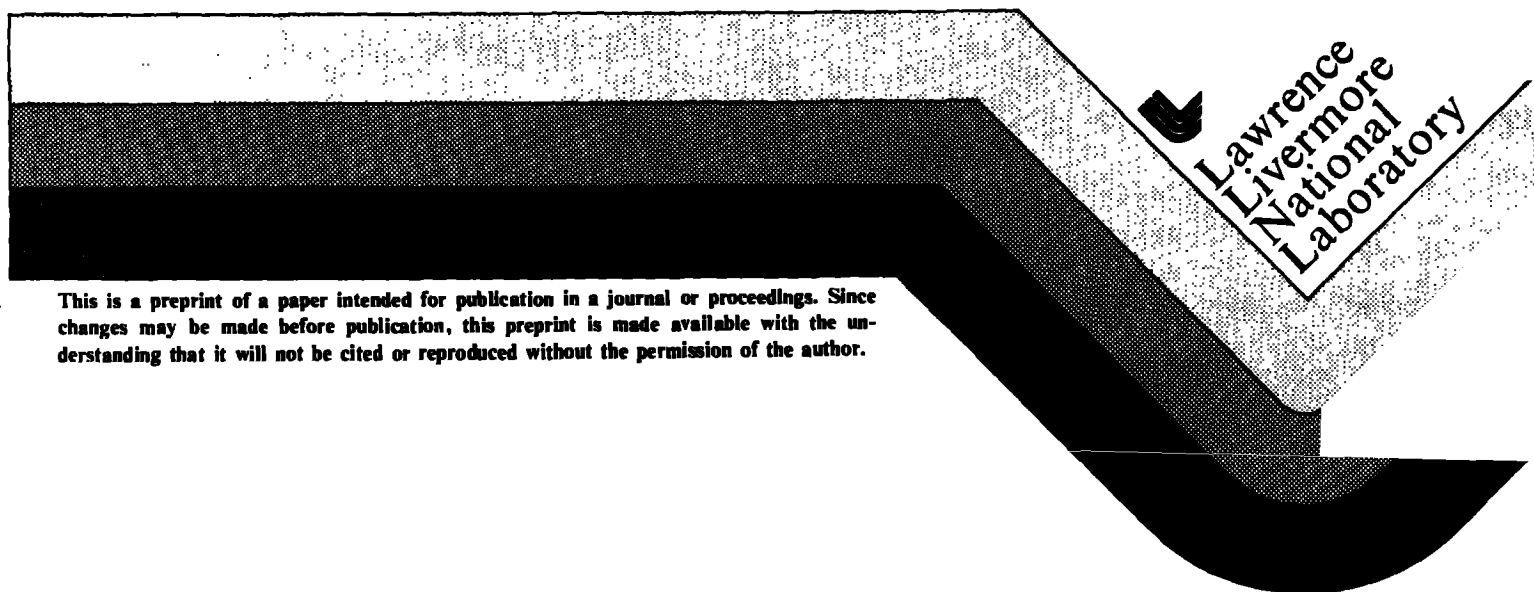 Lawrence
Livermore
National
Laboratory
This is a preprint of a paper intended for publication in a journal or proceedings. Since
changes may be made before publication, this preprint is made available with the un-
derstanding that it will not be cited or reproduced without the permission of the author.